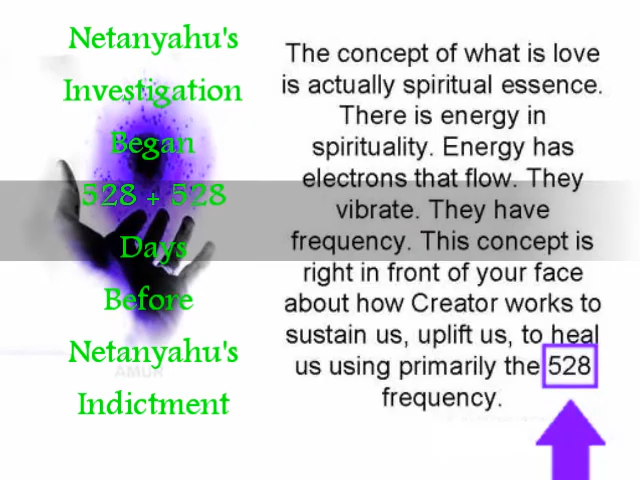 Netanyahu's
Investigation
Began
528 + 528
Days
Before
Netanyahu's
Indictment
The concept of what is love
is actually spiritual essence.
There is energy in
spirituality. Energy has
electrons that flow. They
vibrate. They have
frequency. This concept is
right in front of your face
about how Creator works to
sustain us, uplift us, to heal
us using primarily the 528
frequency.
AMUR